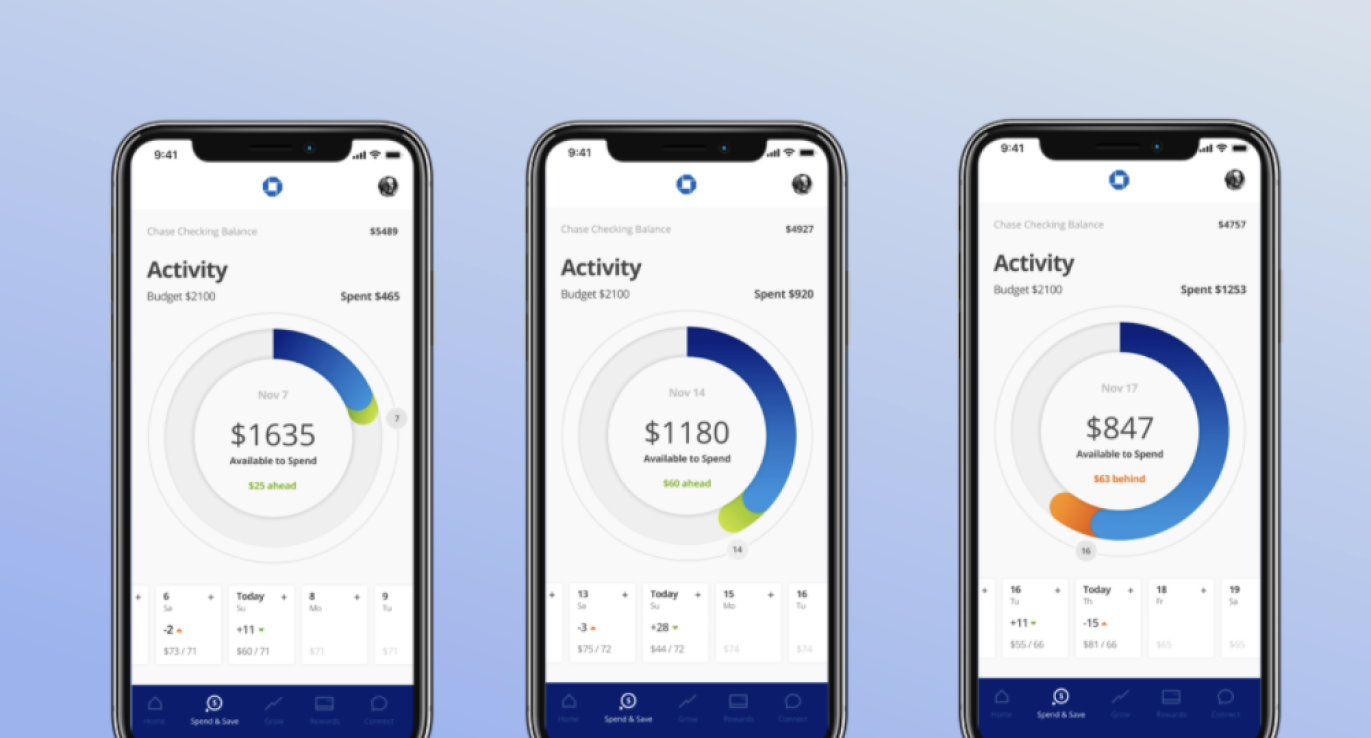 9:41
Chase Checking Balance $5489
Activity
Budget $2100 Spent $465
Nov 7
7
$1635
Available to Spend
$25 ahead
+ 6 + Today + 8 + 9
Sa Su Mo Tu
-2 +11
$73 / 71 $60 / 71 $71 $71
Home Spend & Save Grow Rewards Connect
9:41
Chase Checking Balance $4927
Activity
Budget $2100 Spent $920
Nov 14
$1180
Available to Spend
$60 ahead
14
+ 13 + Today + 15 + 16
Sa Su Mo Tu
-3 +28
$75 / 72 $44 / 72 $74 $74
Home Spend & Save Grow Rewards Connect
9:41
Chase Checking Balance $4757
Activity
Budget $2100 Spent $1253
Nov 17
$847
Available to Spend
$63 behind
16
+ 16 + Today + 18 + 19
Tu Th Fr Sa
+11 -15
$55 / 66 $81 / 66 $65 $65
Home Spend & Save Grow Rewards Connect